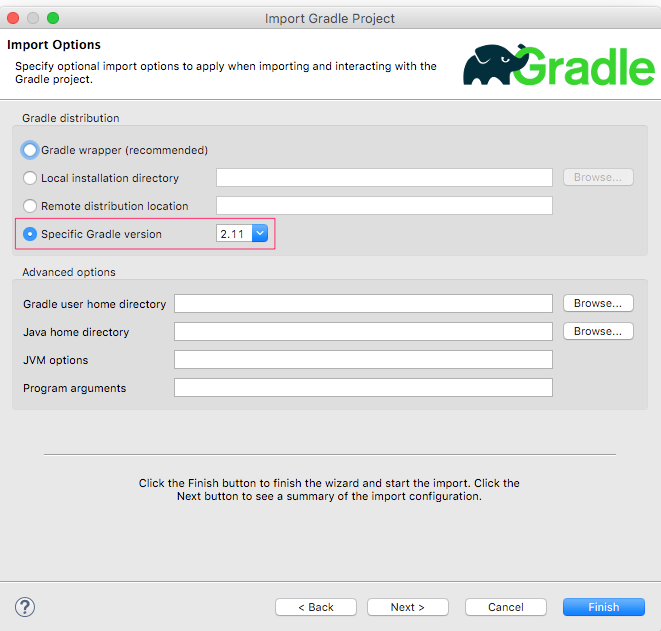 Import Gradle Project
Import Options
Specify optional import options to apply when importing and interacting with the
Gradle project.
Gradle
Gradle distribution
Gradle wrapper (recommended)
Local installation directory
Browse...
Remote distribution location
Specific Gradle version
2.11
Advanced options
Gradle user home directory
Browse...
Java home directory
Browse...
JVM options
Program arguments
Click the Finish button to finish the wizard and start the import. Click the
Next button to see a summary of the import configuration.
?
< Back
Next >
Cancel
Finish